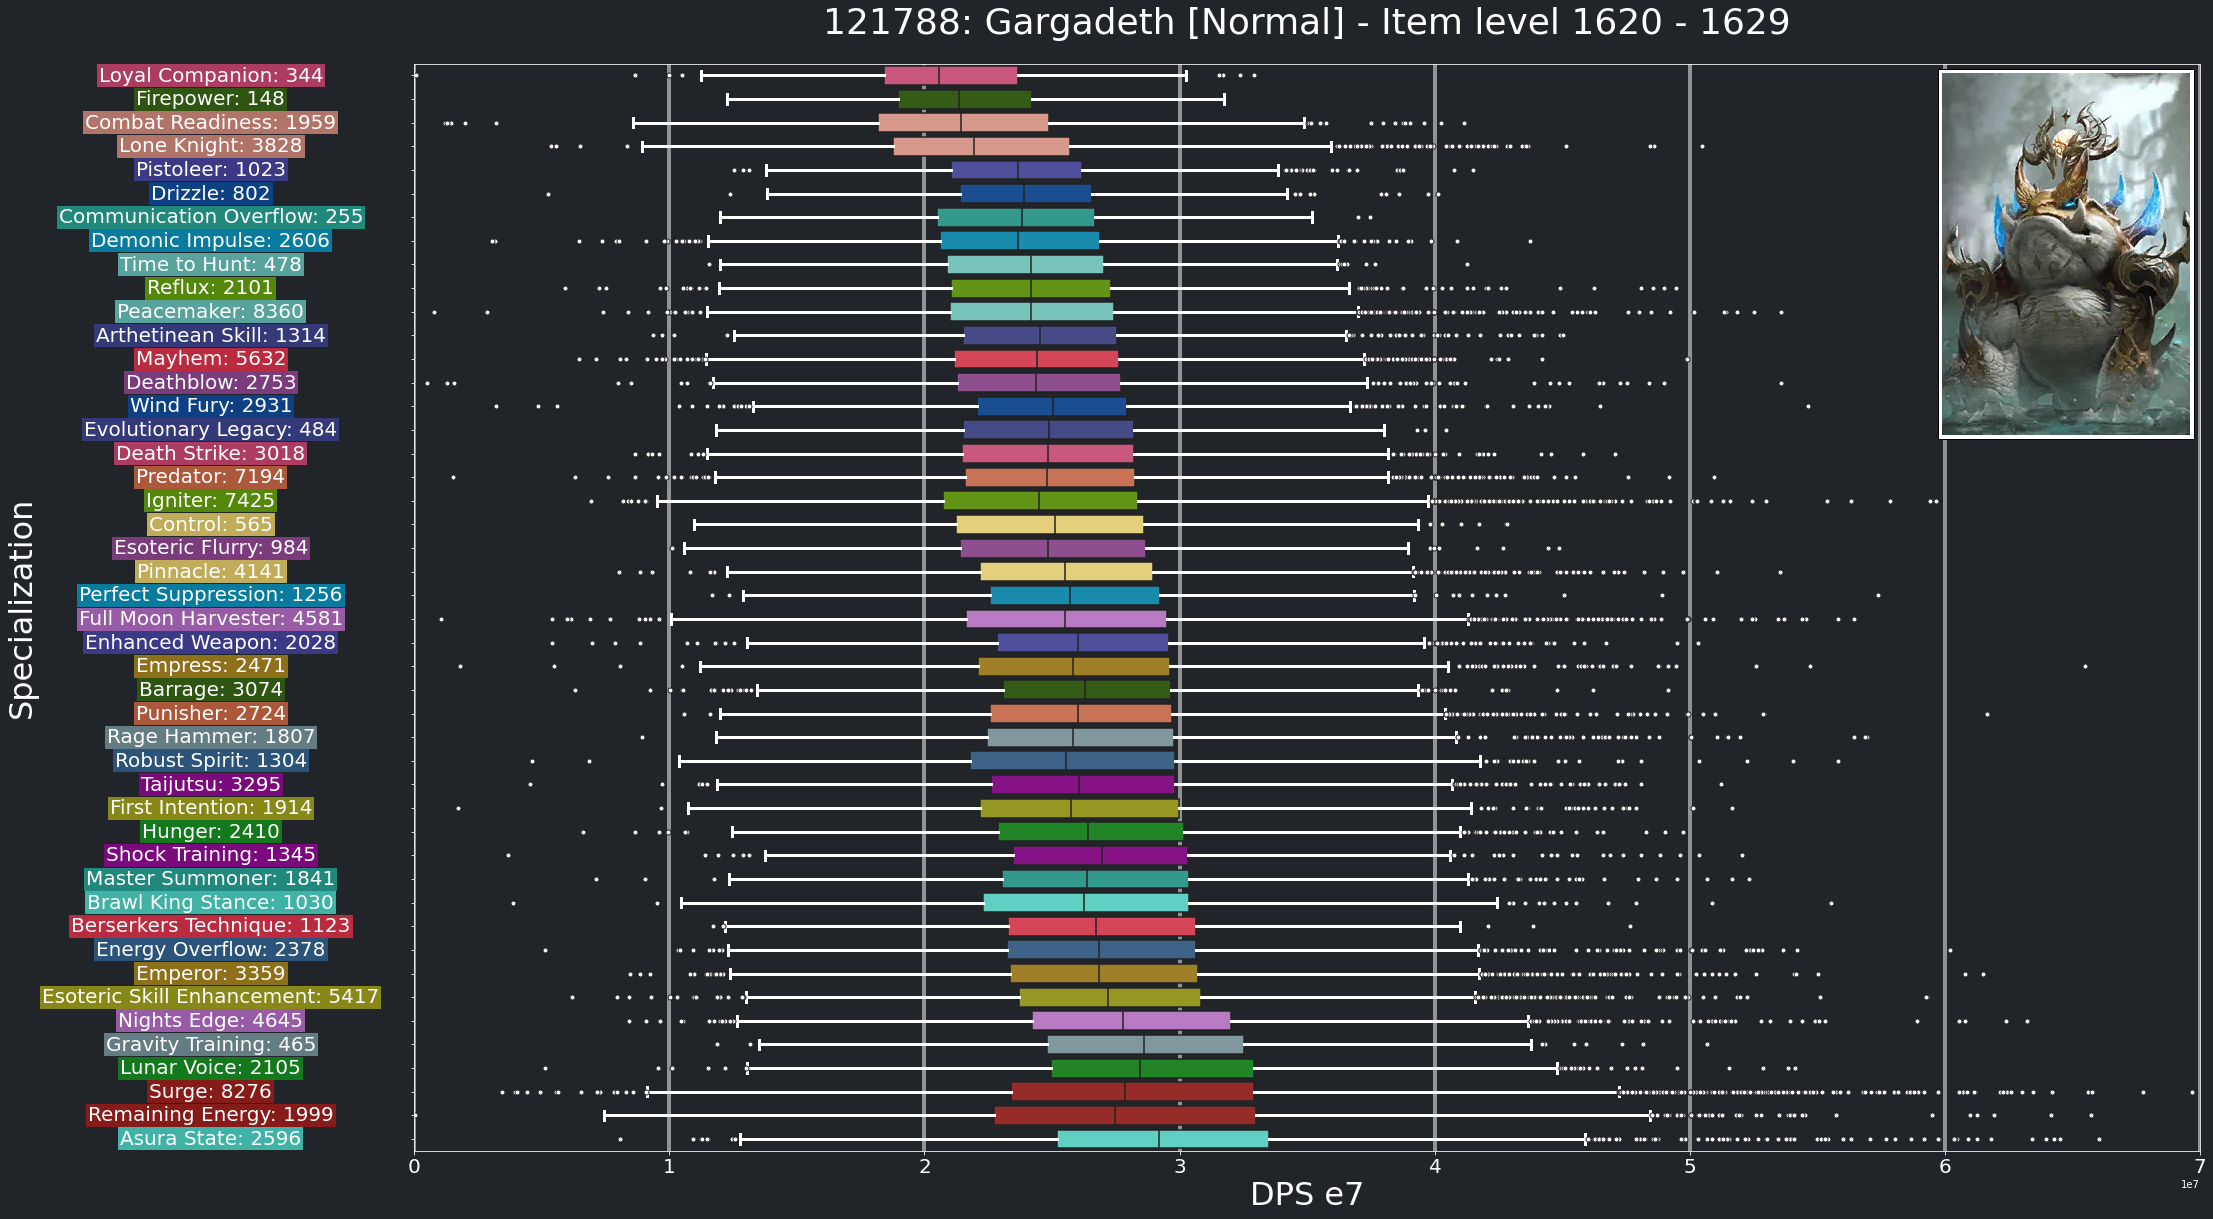 121788: Gargadeth [Normal] - Item level 1620 - 1629
Loyal Companion: 344
Firepower: 148
Combat Readiness: 1959
Lone Knight: 3828
Pistoleer: 1023
Drizzle: 802
Communication Overflow: 255
Demonic Impulse: 2606
Time to Hunt: 478
Reflux: 2101
Peacemaker: 8360
Arthetinean Skill: 1314
Mayhem: 5632
Deathblow: 2753
Wind Fury: 2931
Evolutionary Legacy: 484
Death Strike: 3018
Predator: 7194
Igniter: 7425
Control: 565
Esoteric Flurry: 984
Pinnacle: 4141
Perfect Suppression: 1256
Full Moon Harvester: 4581
Enhanced Weapon: 2028
Empress: 2471
Barrage: 3074
Punisher: 2724
Rage Hammer: 1807
Robust Spirit: 1304
Taijutsu: 3295
First Intention: 1914
Hunger: 2410
Shock Training: 1345
Master Summoner: 1841
Brawl King Stance: 1030
Berserkers Technique: 1123
Energy Overflow: 2378
Emperor: 3359
Esoteric Skill Enhancement: 5417
Nights Edge: 4645
Gravity Training: 465
Lunar Voice: 2105
Surge: 8276
Remaining Energy: 1999
Asura State: 2596
Specialization
0 1 2 3 4 5 6 7
1e7
DPS e7